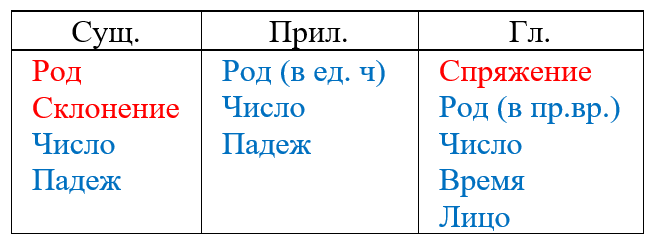 Сущ. Прил. Гл.
Род Род (в ед. ч) Спряжение
Склонение Число Род (в пр.вр.)
Число Падеж Число
Падеж Время
Лицо